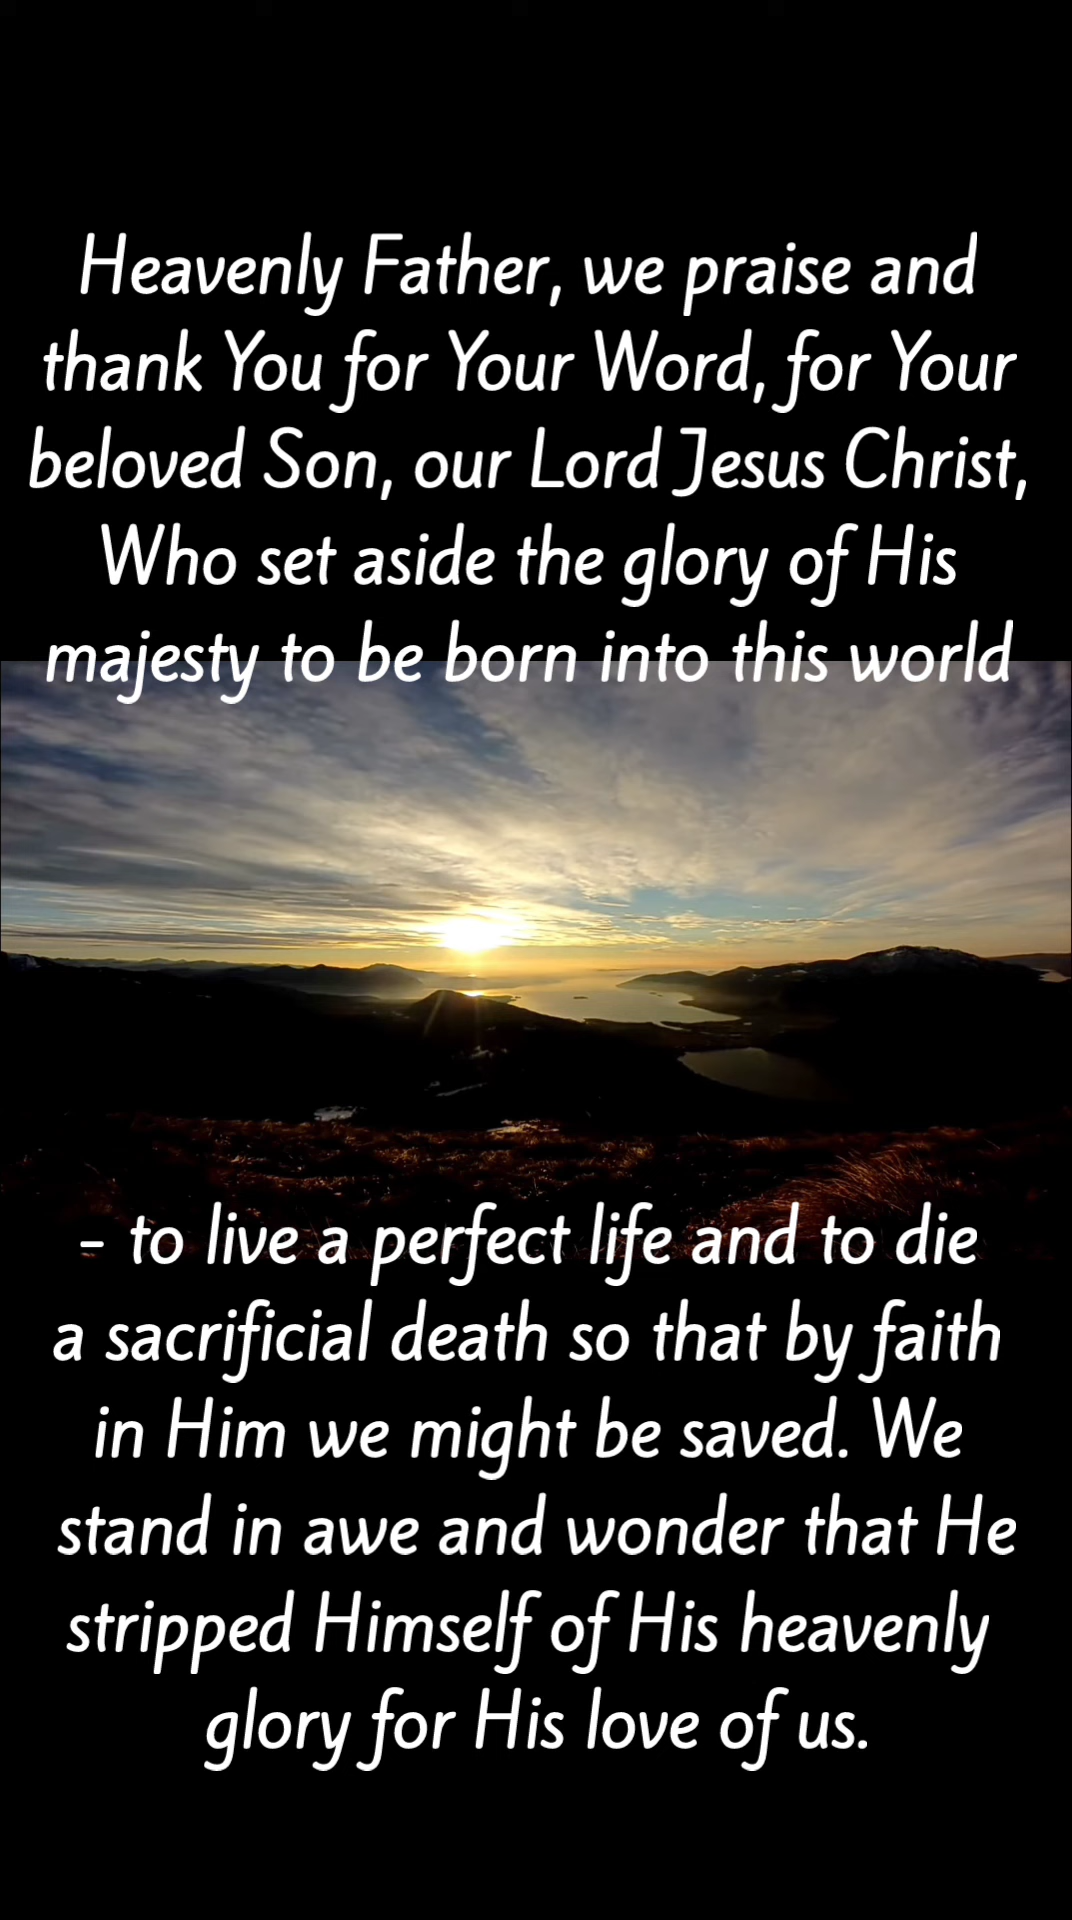 Heavenly Father, we praise and
thank You for Your Word, for Your
beloved Son, our Lord Jesus Christ,
Who set aside the glory of His
majesty to be born into this world
- to live a perfect life and to die
a sacrificial death so that by faith
in Him we might be saved. We
stand in awe and wonder that He
stripped Himself of His heavenly
glory for His love of us.